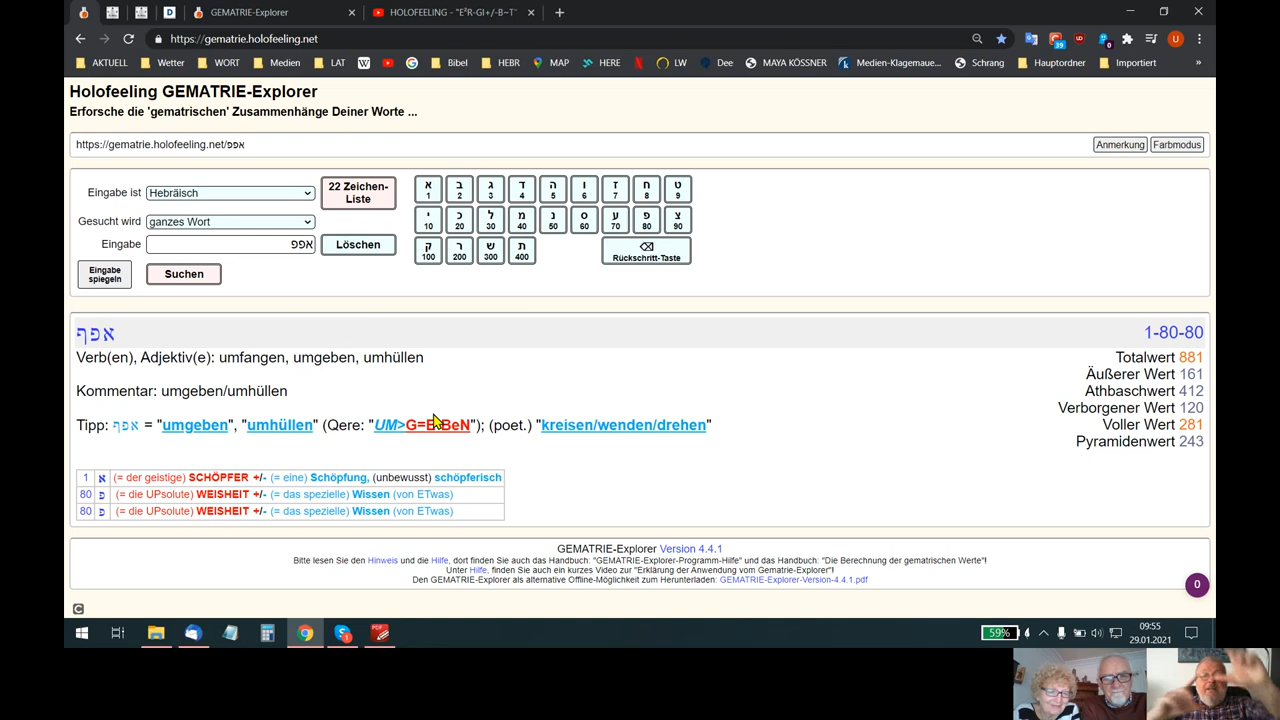 GEMATRIE-Explorer
HOLOFEELING - "E²R-GI+/-B~T"
https://gematrie.holofeeling.net
AKTUELL Wetter WORT Medien LAT Bibel HEBR MAP HERE LW Dee MAYA KÖSSNER Medien-Klagemaue... Schrang Hauptordner Importiert »
Holofeeling GEMATRIE-Explorer
Erforsche die 'gematrischen' Zusammenhänge Deiner Worte ...
https://gematrie.holofeeling.net/אפפ
Anmerkung Farbmodus
Eingabe ist Hebräisch
22 Zeichen-Liste
Gesucht wird ganzes Wort
Eingabe אפפ Löschen
Eingabe spiegeln Suchen
א ב ג ד ה ו ז ח ט
1 2 3 4 5 6 7 8 9
י כ ל מ נ ס ע פ צ
10 20 30 40 50 60 70 80 90
ק ר ש ת
100 200 300 400 Rückschritt-Taste
אפף 1-80-80
Verb(en), Adjektiv(e): umfangen, umgeben, umhüllen
Totalwert 881
Äußerer Wert 161
Kommentar: umgeben/umhüllen
Athbaschwert 412
Verborgener Wert 120
Tipp: אפף = "umgeben", "umhüllen" (Qere: "UM>G=E BeN"); (poet.) "kreisen/wenden/drehen"
Voller Wert 281
Pyramidenwert 243
1 א (= der geistige) SCHÖPFER +/- (= eine) Schöpfung, (unbewusst) schöpferisch
80 פ (= die UPsolute) WEISHEIT +/- (= das spezielle) Wissen (von ETwas)
80 פ (= die UPsolute) WEISHEIT +/- (= das spezielle) Wissen (von ETwas)
GEMATRIE-Explorer Version 4.4.1
Bitte lesen Sie den Hinweis und die Hilfe, dort finden Sie auch das Handbuch: "GEMATRIE-Explorer-Programm-Hilfe" und das Handbuch: "Die Berechnung der gematrischen Werte"!
Unter Hilfe, finden Sie auch ein kurzes Video zur "Erklärung der Anwendung vom Gematrie-Explorer"!
Den GEMATRIE-Explorer als alternative Offline-Möglichkeit zum Herunterladen: GEMATRIE-Explorer-Version-4.4.1.pdf
0
59%
09:55
29.01.2021